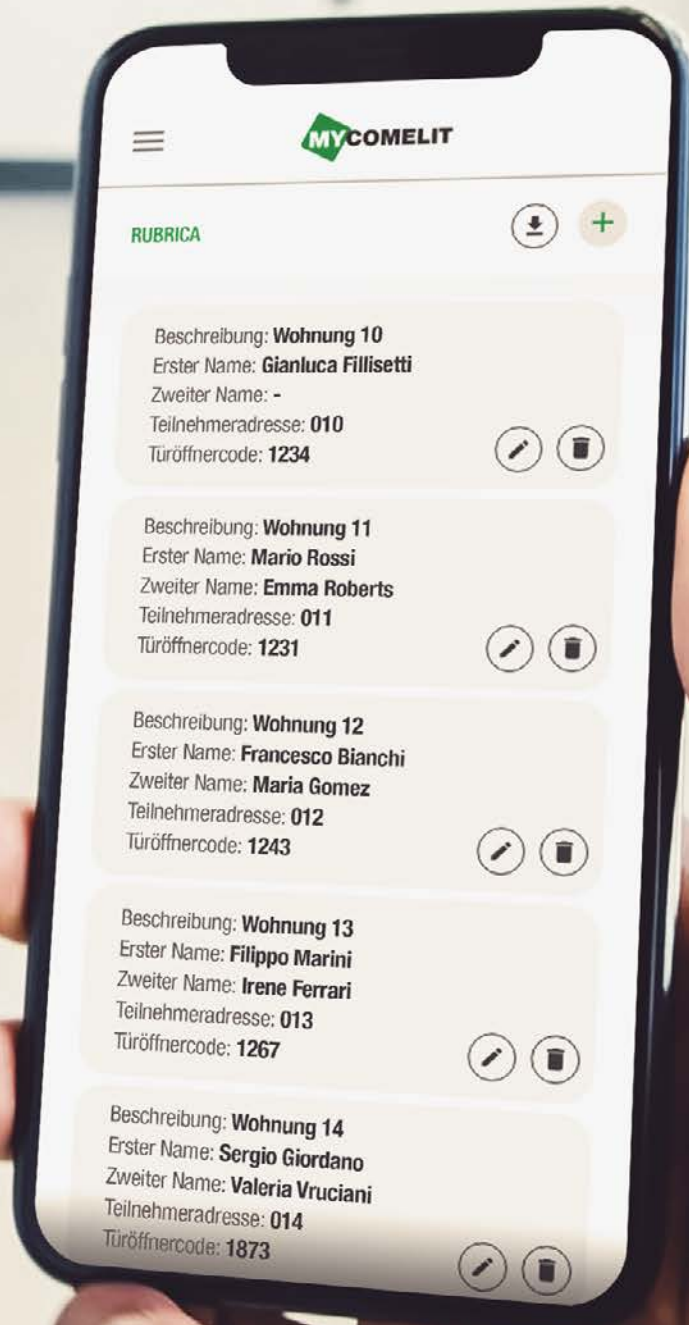 MYCOMELIT
RUBRICA
Beschreibung: Wohnung 10
Erster Name: Gianluca Fillisetti
Zweiter Name: -
Teilnehmeradresse: 010
Türöffnercode: 1234
Beschreibung: Wohnung 11
Erster Name: Mario Rossi
Zweiter Name: Emma Roberts
Teilnehmeradresse: 011
Türöffnercode: 1231
Beschreibung: Wohnung 12
Erster Name: Francesco Bianchi
Zweiter Name: Maria Gomez
Teilnehmeradresse: 012
Türöffnercode: 1243
Beschreibung: Wohnung 13
Erster Name: Filippo Marini
Zweiter Name: Irene Ferrari
Teilnehmeradresse: 013
Türöffnercode: 1267
Beschreibung: Wohnung 14
Erster Name: Sergio Giordano
Zweiter Name: Valeria Vruciani
Teilnehmeradresse: 014
Türöffnercode: 1873